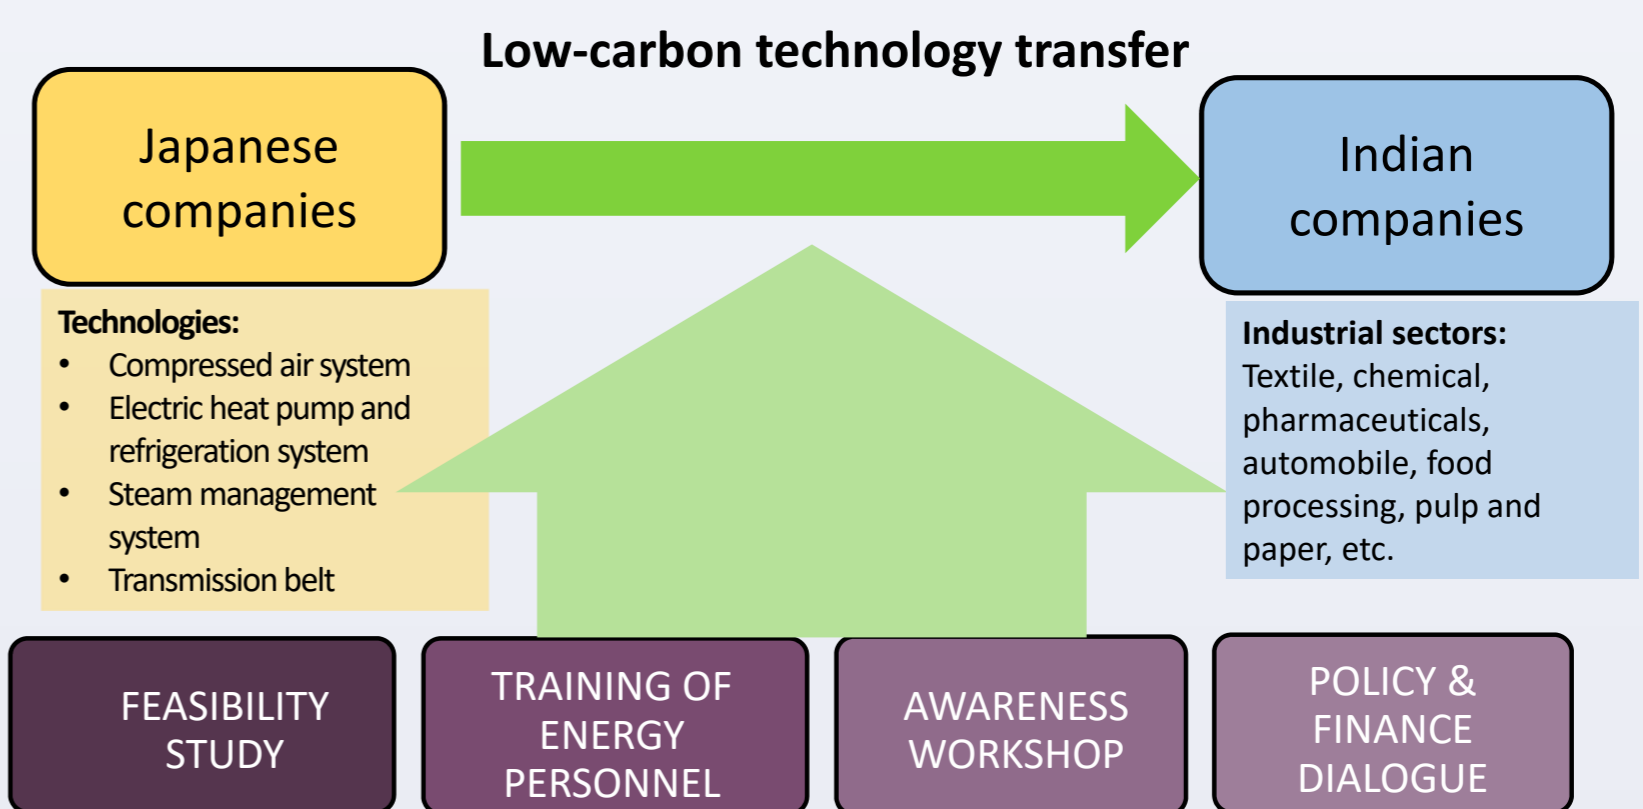 Low-carbon technology transfer
Japanese
companies
Indian
companies
Technologies:
• Compressed air system
• Electric heat pump and
refrigeration system
• Steam management
system
• Transmission belt
Industrial sectors:
Textile, chemical,
pharmaceuticals,
automobile, food
processing, pulp and
paper, etc.
FEASIBILITY
STUDY
TRAINING OF
ENERGY
PERSONNEL
AWARENESS
WORKSHOP
POLICY &
FINANCE
DIALOGUE